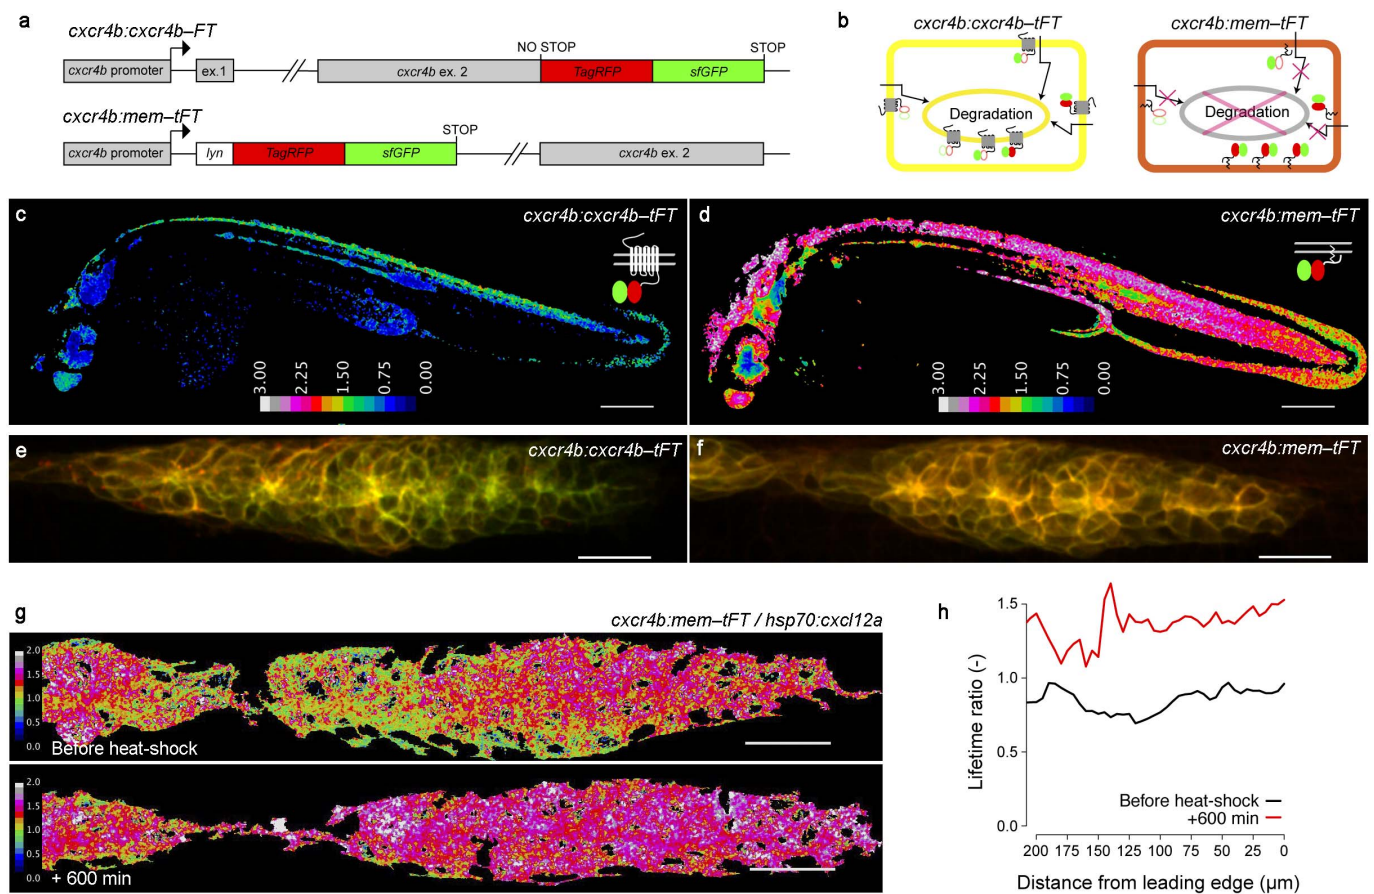 a
cxcr4b:cxcr4b–FT
NO STOP
STOP
cxcr4b promoter
ex.1
cxcr4b ex. 2
TagRFP
sfGFP
cxcr4b:mem–tFT
STOP
cxcr4b promoter
lyn
TagRFP
sfGFP
cxcr4b ex. 2
b
cxcr4b:cxcr4b–tFT
cxcr4b:mem–tFT
Degradation
Degradation
c
cxcr4b:cxcr4b–tFT
3.00
2.25
1.50
0.75
0.00
d
cxcr4b:mem–tFT
3.00
2.25
1.50
0.75
0.00
e
cxcr4b:cxcr4b–tFT
f
cxcr4b:mem–tFT
g
cxcr4b:mem–tFT / hsp70:cxcl12a
2.0
1.5
1.0
0.5
0.0
Before heat-shock
2.0
1.5
1.0
0.5
0.0
+ 600 min
h
Lifetime ratio (-)
1.5
1.0
0.5
0.0
Before heat-shock
+600 min
200 175 150 125 100 75 50 25 0
Distance from leading edge (µm)